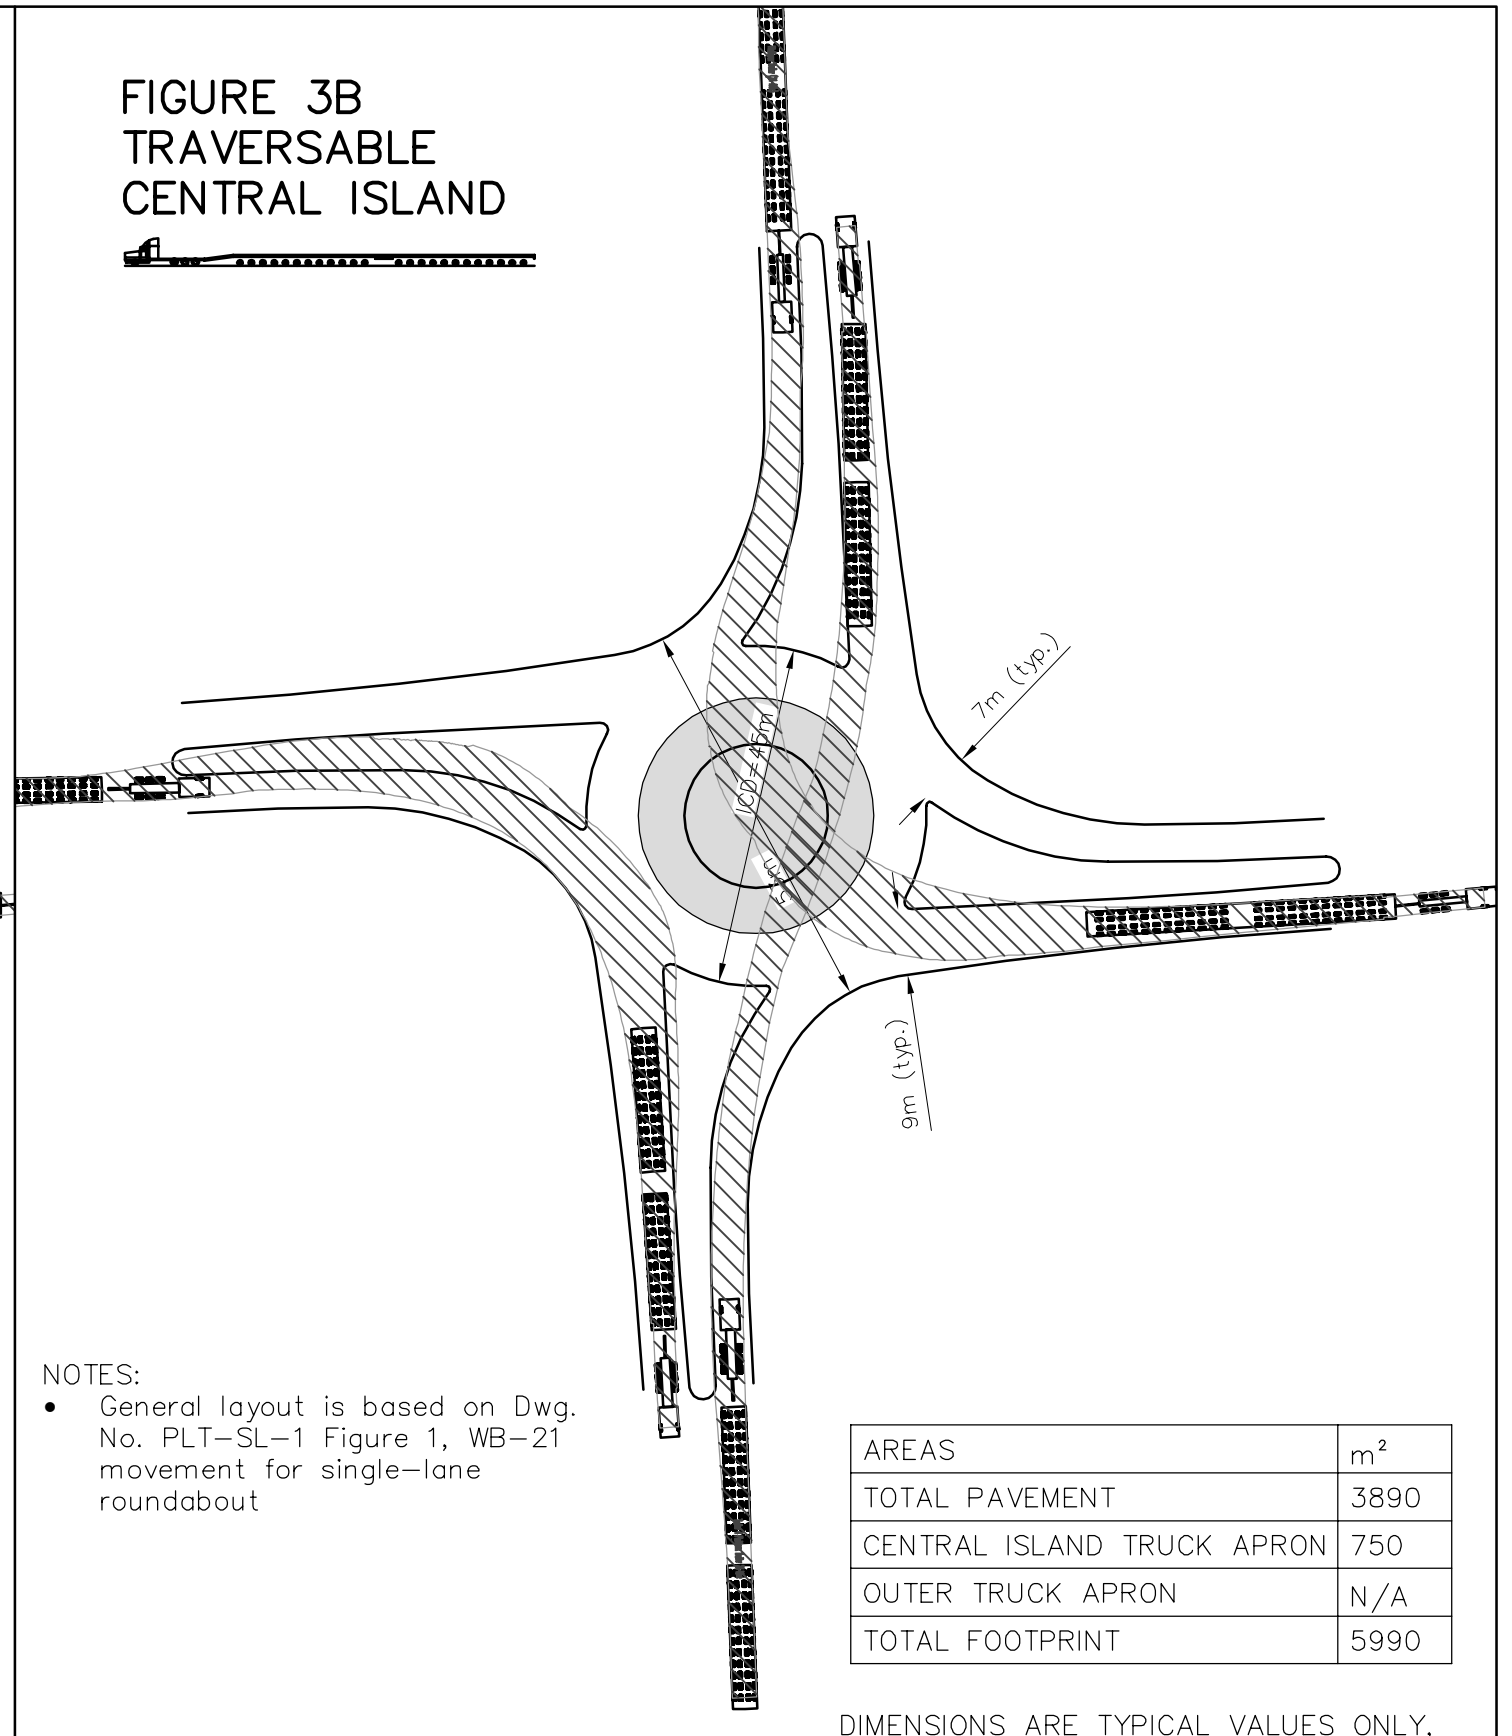 FIGURE 3B
TRAVERSABLE
CENTRAL ISLAND
7m (typ.)
ICD=45m
9m (typ.)
NOTES:
• General layout is based on Dwg.
No. PLT-SL-1 Figure 1, WB-21
movement for single-lane
roundabout
AREAS m²
TOTAL PAVEMENT 3890
CENTRAL ISLAND TRUCK APRON 750
OUTER TRUCK APRON N/A
TOTAL FOOTPRINT 5990
DIMENSIONS ARE TYPICAL VALUES ONLY,